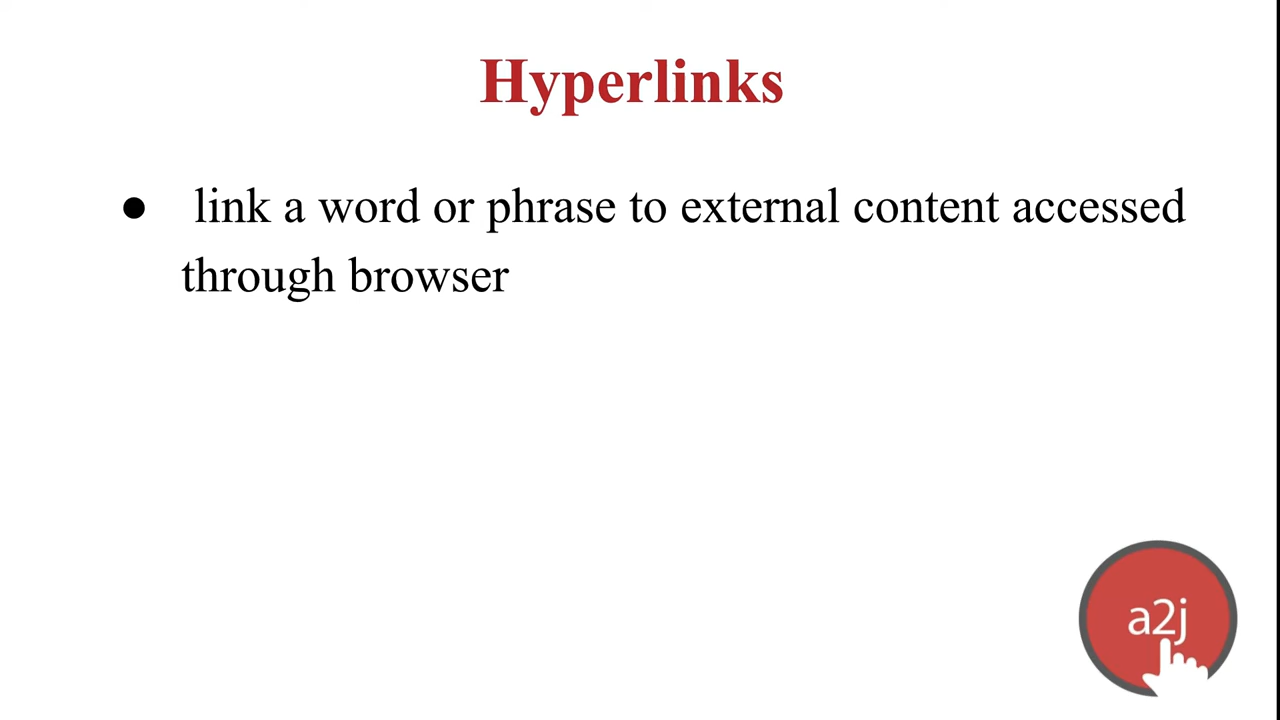 Hyperlinks
● link a word or phrase to external content accessed
through browser
a2j